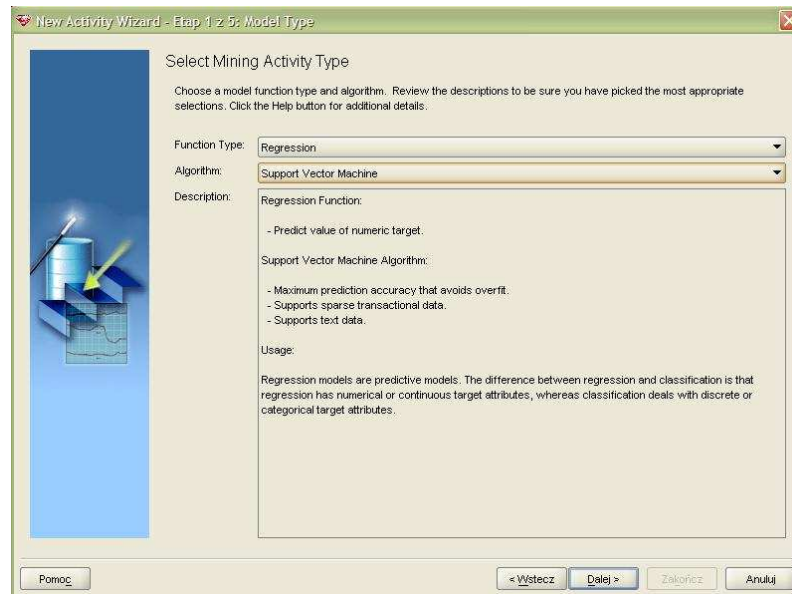 New Activity Wizard - Etap 1 z 5: Model Type
Select Mining Activity Type
Choose a model function type and algorithm. Review the descriptions to be sure you have picked the most appropriate
selections. Click the Help button for additional details.
Function Type: Regression
Algorithm: Support Vector Machine
Description: Regression Function:
- Predict value of numeric target.
Support Vector Machine Algorithm:
- Maximum prediction accuracy that avoids overfit.
- Supports sparse transactional data.
- Supports text data.
Usage:
Regression models are predictive models. The difference between regression and classification is that
regression has numerical or continuous target attributes, whereas classification deals with discrete or
categorical target attributes.
Pomoc < Wstecz Dalej > Zakończ Anuluj